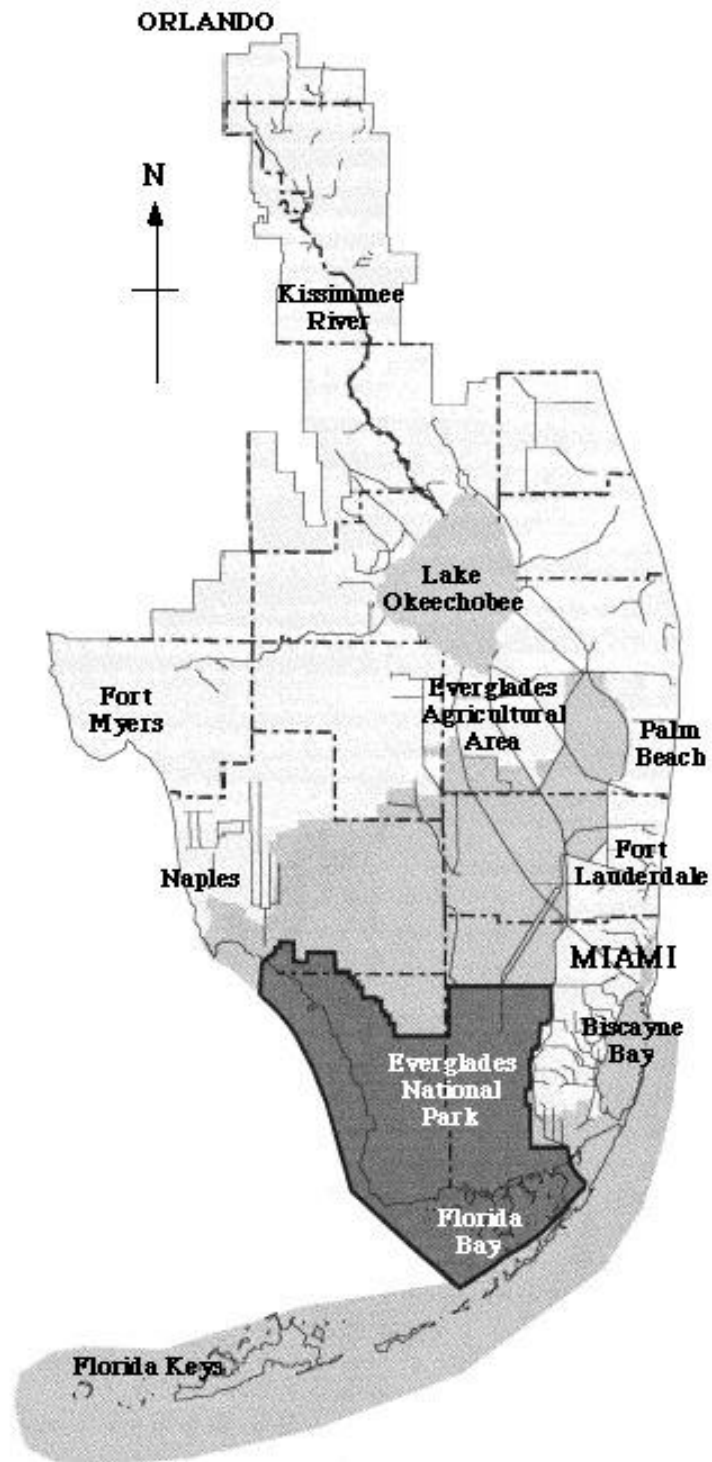 ORLANDO
N
Kissimmee
River
Lake
Okeechobee
Fort
Myers
Everglades
Agricultural
Area
Palm
Beach
Naples
Fort
Lauderdale
MIAMI
Biscayne
Bay
Everglades
National
Park
Florida
Bay
Florida Keys